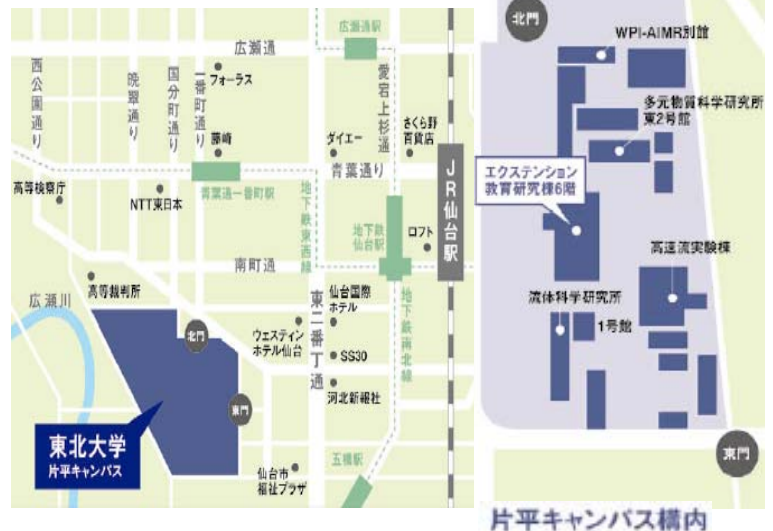 広瀬通駅
広瀬通
西公園通り
晩翠通り
国分町通り
一番町通り
フォーラス
愛宕上杉通
藤崎
ダイエー
さくら野
百貨店
青葉通り
高等検察庁
NTT東日本
青葉通一番町駅
地下鉄東西線
地下鉄
仙台駅
ロフト
JR仙台駅
南町通
高等裁判所
広瀬川
北門
ウェスティン
ホテル仙台
東二番丁通
仙台国際
ホテル
SS30
河北新報社
地下鉄南北線
東門
東北大学
片平キャンパス
仙台市
福祉プラザ
五橋駅
北門
WPI-AIMR別館
多元物質科学研究所
東2号館
エクステンション
教育研究棟6階
高速流実験棟
流体科学研究所
1号館
東門
片平キャンパス構内